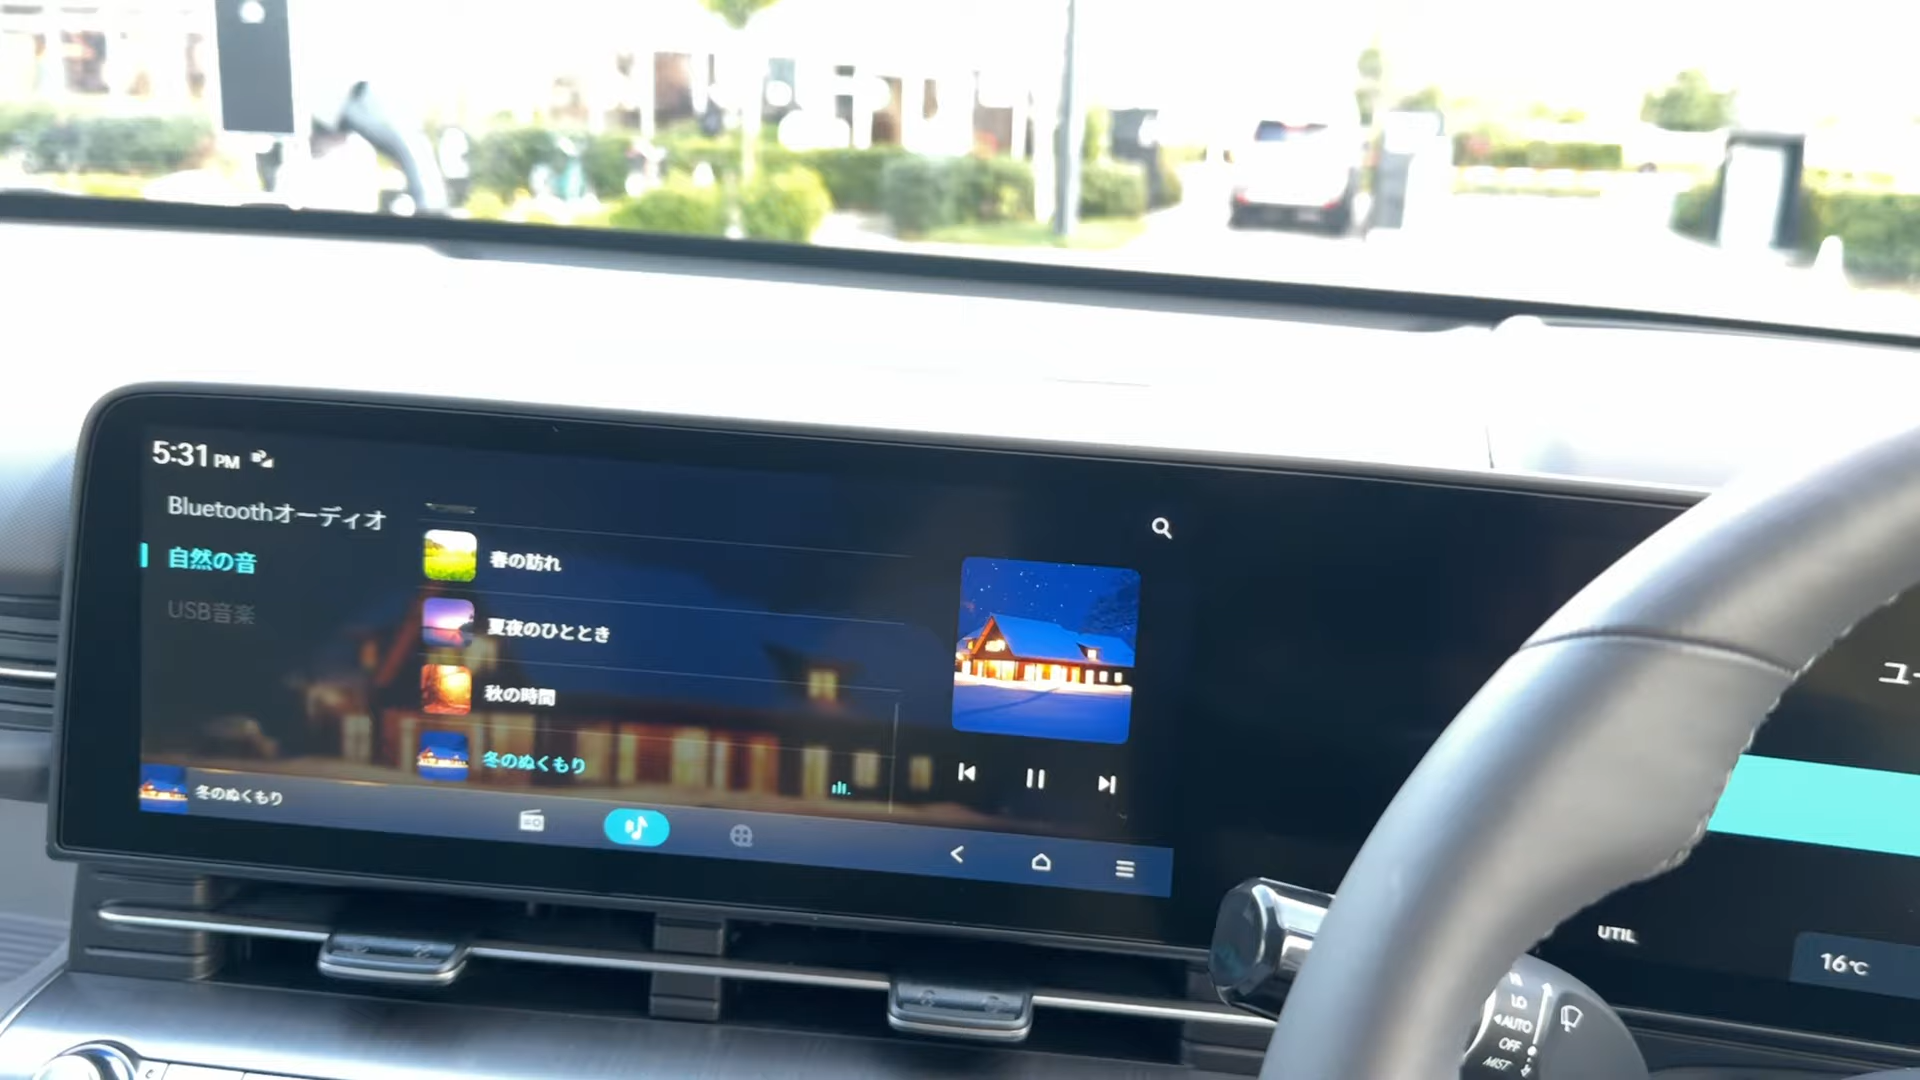 5:31 PM
Bluetoothオーディオ
自然の音
USB音楽
春の訪れ
夏夜のひととき
秋の時間
冬のぬくもり
冬のぬくもり
ユー
UTIL
16℃
LO
AUTO
OFF
MIST